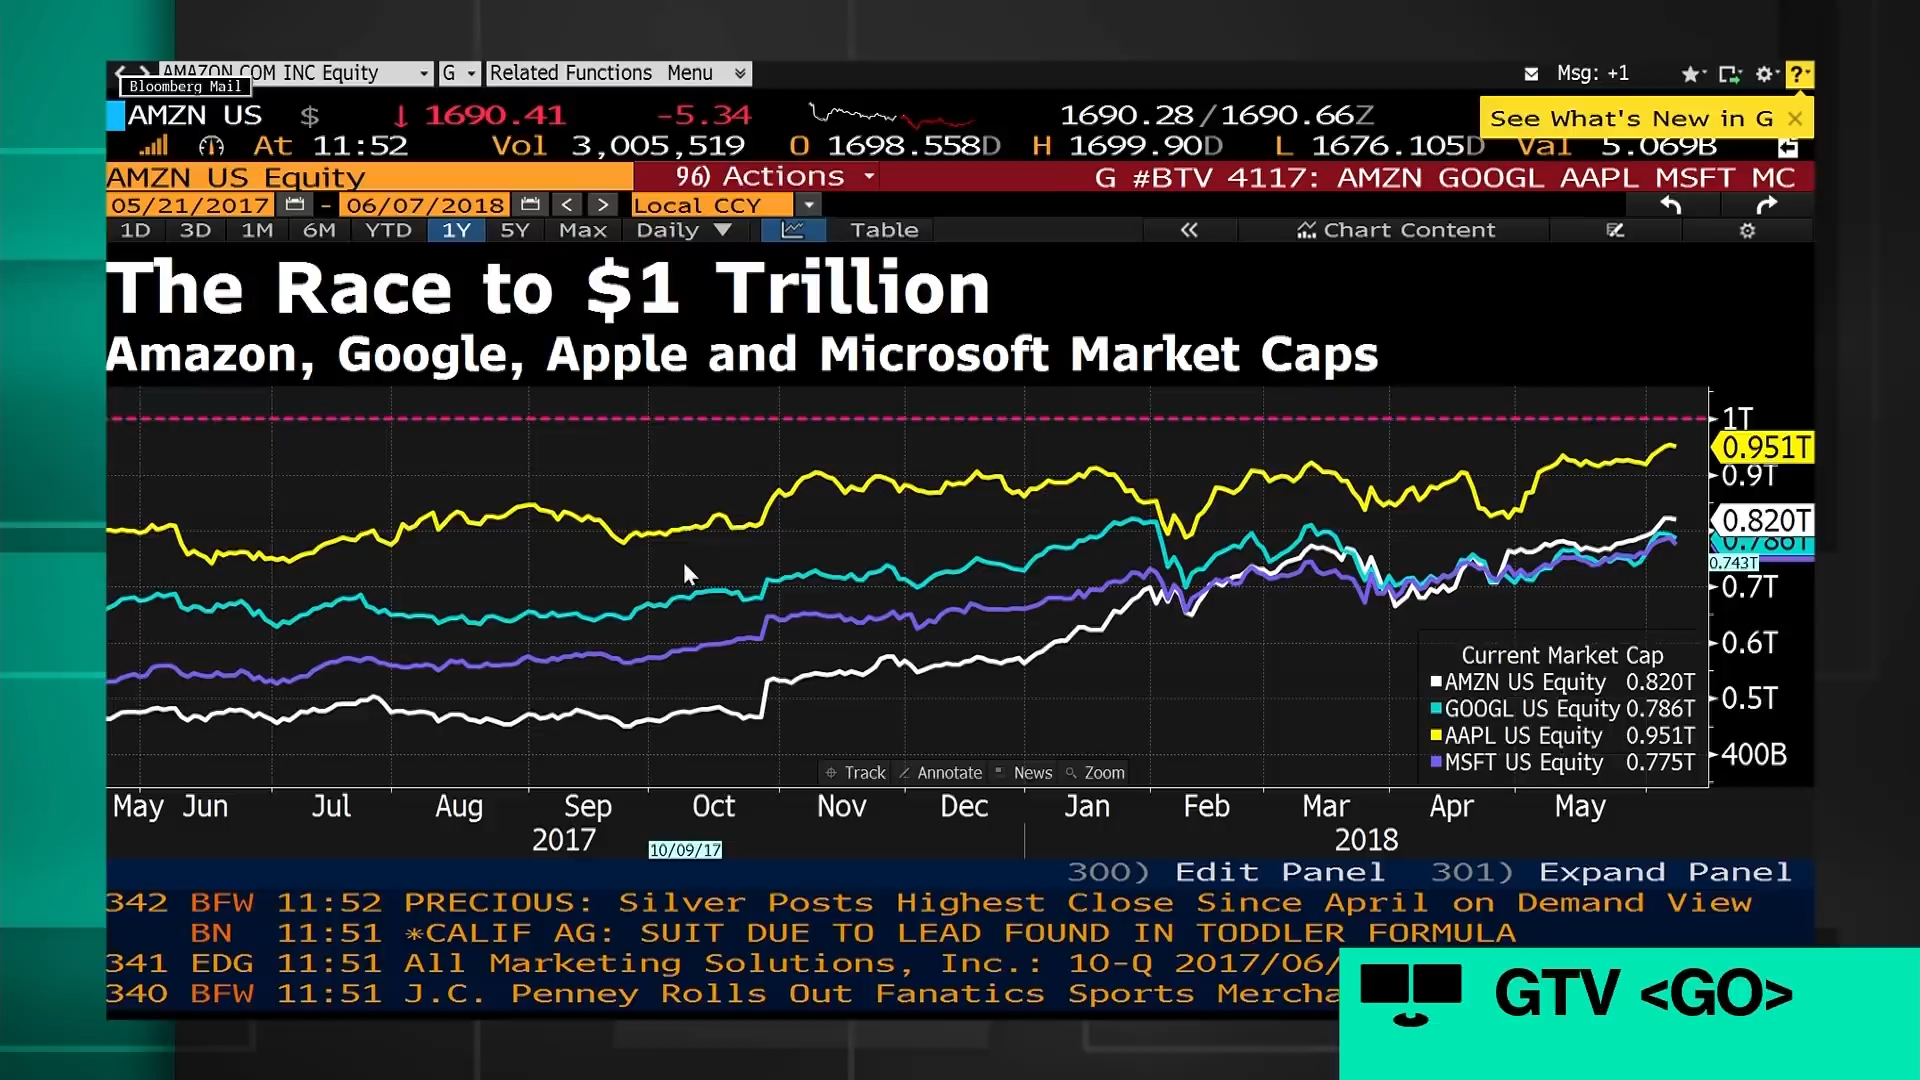 AMAZON COM INC Equity G Related Functions Menu Msg: +1 ?
Bloomberg Mail
AMZN US $ ↓ 1690.41 -5.34 1690.28/1690.66Z See What's New in G ×
At 11:52 Vol 3,005,519 O 1698.558D H 1699.90D L 1676.105D Val 5.069B
AMZN US Equity 96) Actions G #BTV 4117: AMZN GOOGL AAPL MSFT MC
05/21/2017 - 06/07/2018 < > Local CCY
1D 3D 1M 6M YTD 1Y 5Y Max Daily ▼ Table « Chart Content
The Race to $1 Trillion
Amazon, Google, Apple and Microsoft Market Caps
1T
0.951T
0.9T
0.820T
0.786T
0.743T
0.7T
0.6T
0.5T
400B
Current Market Cap
AMZN US Equity 0.820T
GOOGL US Equity 0.786T
AAPL US Equity 0.951T
MSFT US Equity 0.775T
Track Annotate News Zoom
May Jun Jul Aug Sep Oct Nov Dec Jan Feb Mar Apr May
2017 2018
10/09/17
300) Edit Panel 301) Expand Panel
342 BFW 11:52 PRECIOUS: Silver Posts Highest Close Since April on Demand View
BN 11:51 *CALIF AG: SUIT DUE TO LEAD FOUND IN TODDLER FORMULA
341 EDG 11:51 All Marketing Solutions, Inc.: 10-Q 2017/06/
340 BFW 11:51 J.C. Penney Rolls Out Fanatics Sports Mercha
GTV <GO>